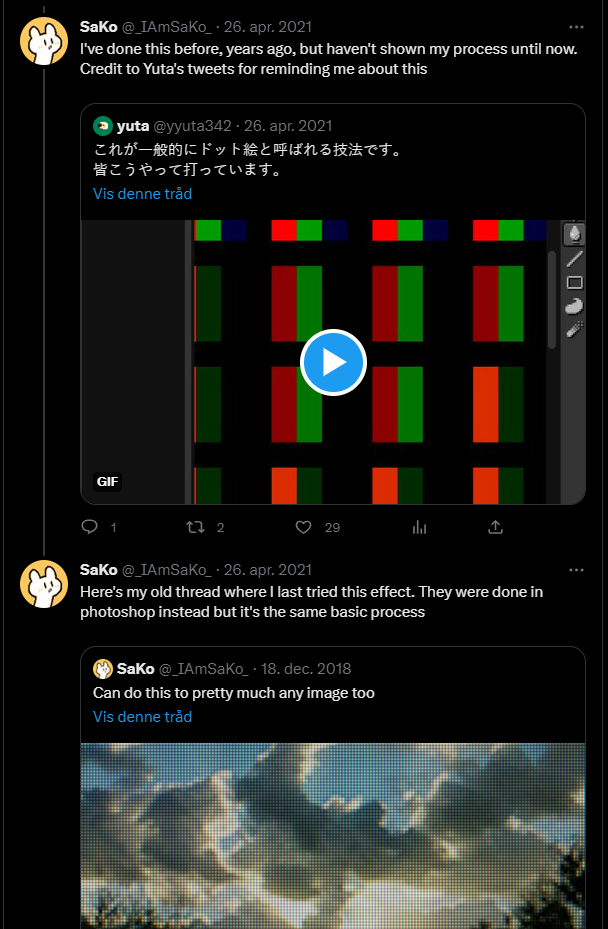 SaKo @_IAmSaKo_ · 26. apr. 2021
I've done this before, years ago, but haven't shown my process until now.
Credit to Yuta's tweets for reminding me about this
yuta @yyuta342 · 26. apr. 2021
これが一般的にドット絵と呼ばれる技法です。
皆こうやって打っています。
Vis denne tråd
GIF
1 2 29
SaKo @_IAmSaKo_ · 26. apr. 2021
Here's my old thread where I last tried this effect. They were done in
photoshop instead but it's the same basic process
SaKo @_IAmSaKo_ · 18. dec. 2018
Can do this to pretty much any image too
Vis denne tråd